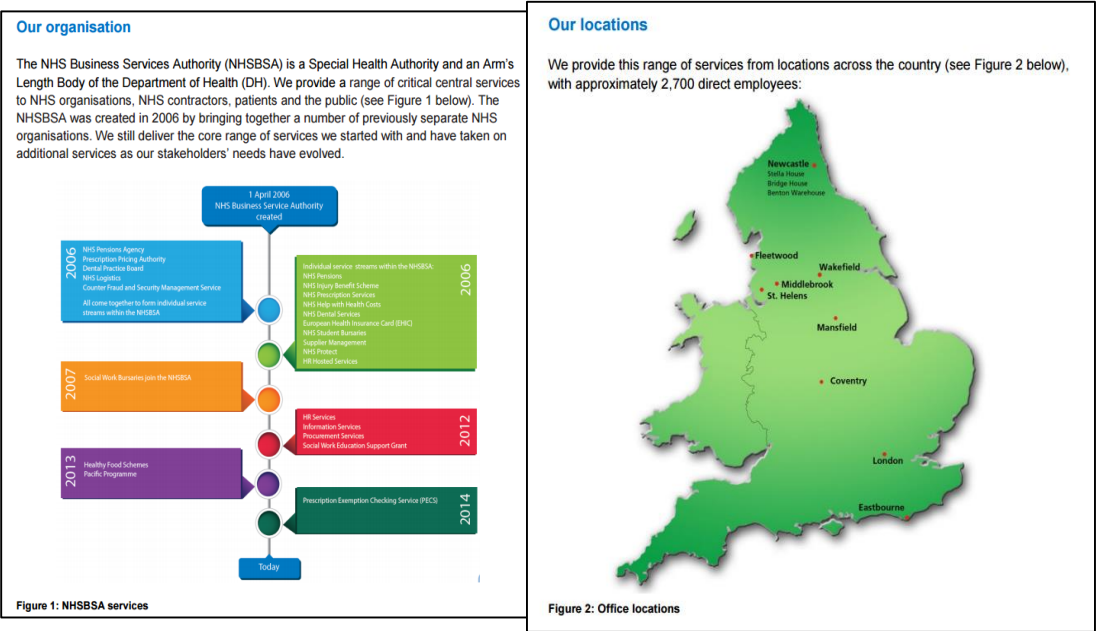 Our organisation
The NHS Business Services Authority (NHSBSA) is a Special Health Authority and an Arm's
Length Body of the Department of Health (DH). We provide a range of critical central services
to NHS organisations, NHS contractors, patients and the public (see Figure 1 below). The
NHSBSA was created in 2006 by bringing together a number of previously separate NHS
organisations. We still deliver the core range of services we started with and have taken on
additional services as our stakeholders' needs have evolved.
1 April 2006
NHS Business Service Authority
created
2006
NHS Pensions Agency
Prescription Pricing Authority
Dental Practice Board
NHS Logistics
Counter Fraud and Security Management Service
All come together to form individual service
streams within the NHSBSA
Individual service streams within the NHSBSA:
NHS Pensions
NHS Injury Benefit Scheme
NHS Prescription Services
NHS Help with Health Costs
NHS Dental Services
European Health Insurance Card (EHIC)
NHS Student Bursaries
Supplier Management
NHS Protect
HR Hosted Services
2006
2007
Social Work Bursaries join the NHSBSA
HR Services
Information Services
Procurement Services
Social Work Education Support Grant
2012
2013
Healthy Food Schemes
Pacific Programme
Prescription Exemption Checking Service (PECS)
2014
Today
Figure 1: NHSBSA services
Our locations
We provide this range of services from locations across the country (see Figure 2 below),
with approximately 2,700 direct employees:
Newcastle
Stella House
Bridge House
Benton Warehouse
Fleetwood
Wakefield
Middlebrook
St. Helens
Mansfield
Coventry
London
Eastbourne
Figure 2: Office locations